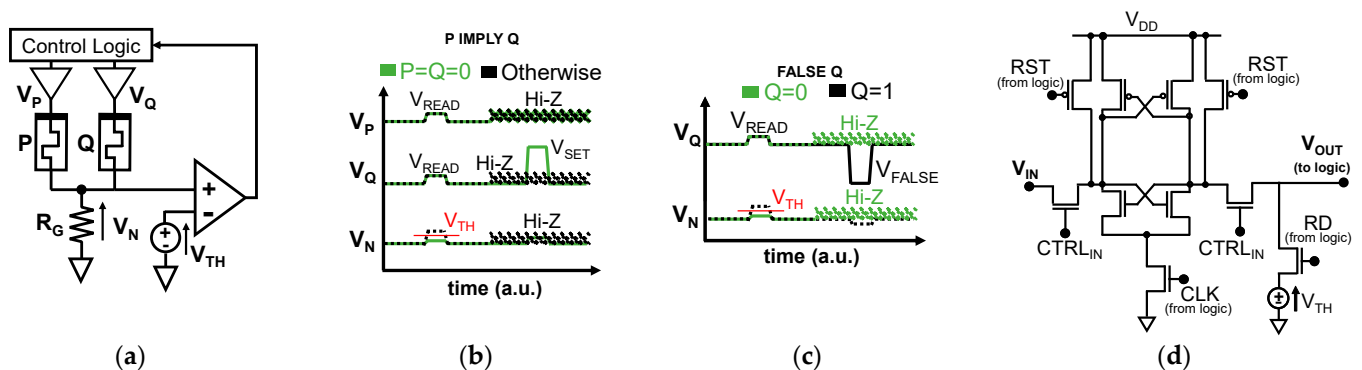 Control Logic
V_P
V_Q
P
Q
+
−
R_G
V_N
V_TH
(a)
P IMPLY Q
P=Q=0 Otherwise
V_READ
Hi-Z
V_P
V_READ
Hi-Z
V_SET
V_Q
V_TH
Hi-Z
V_N
time (a.u.)
(b)
FALSE Q
Q=0 Q=1
V_READ
Hi-Z
V_Q
V_FALSE
V_TH
Hi-Z
V_N
time (a.u.)
(c)
V_DD
RST
(from logic)
RST
(from logic)
V_IN
V_OUT
(to logic)
CTRL_IN
CTRL_IN
RD
(from logic)
CLK
(from logic)
V_TH
(d)